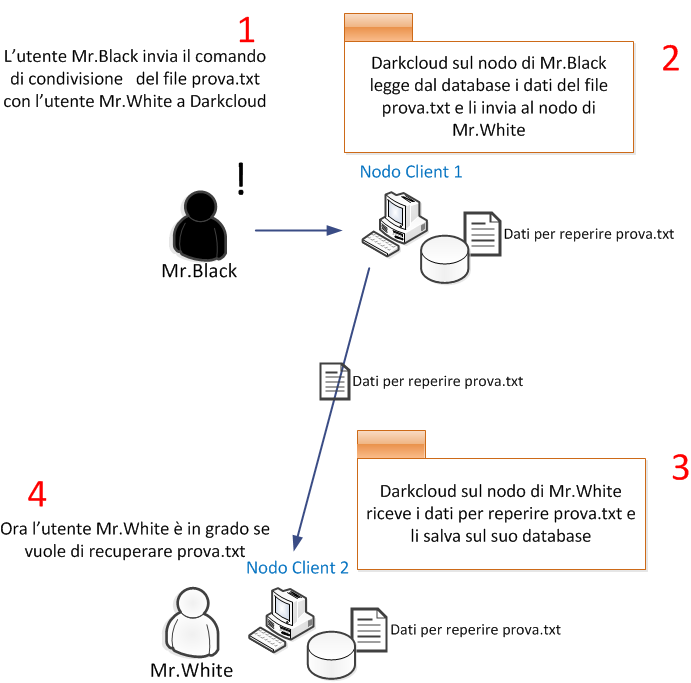 1
L'utente Mr.Black invia il comando
di condivisione del file prova.txt
con l'utente Mr.White a Darkcloud
2
Darkcloud sul nodo di Mr.Black
legge dal database i dati del file
prova.txt e li invia al nodo di
Mr.White
Nodo Client 1
!
Mr.Black
Dati per reperire prova.txt
Dati per reperire prova.txt
3
Darkcloud sul nodo di Mr.White
riceve i dati per reperire prova.txt e
li salva sul suo database
4
Ora l'utente Mr.White è in grado se
vuole di recuperare prova.txt
Nodo Client 2
Dati per reperire prova.txt
Mr.White